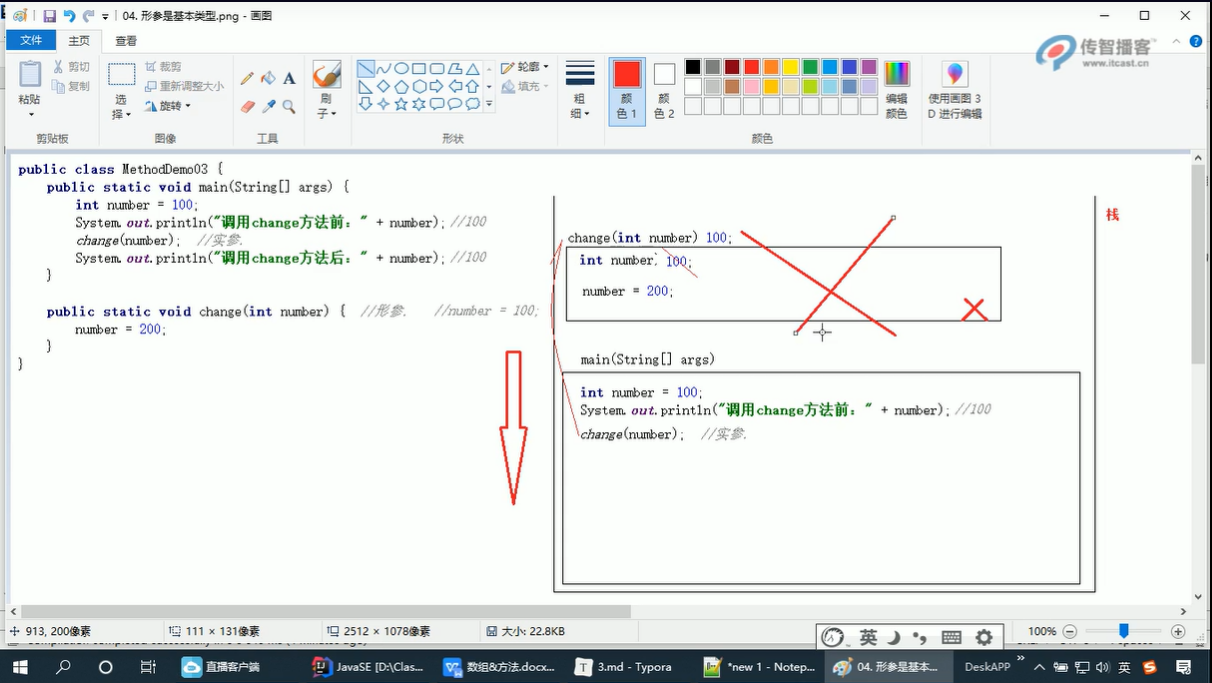 04. 形参是基本类型.png - 画图
文件 主页 查看
传智播客
www.itcast.cn
粘贴
剪切
复制
剪贴板
选择
裁剪
重新调整大小
旋转
图像
A
工具
刷子
轮廓
填充
形状
粗细
颜色 1
颜色 2
编辑颜色
颜色
使用画图 3D 进行编辑
public class MethodDemo03 {
public static void main(String[] args) {
int number = 100;
System.out.println("调用change方法前：" + number); //100
change(number); //实参.
System.out.println("调用change方法后：" + number); //100
}
public static void change(int number) { //形参. //number = 100;
number = 200;
}
}
栈
change(int number) 100;
int number 100;
number = 200;
main(String[] args)
int number = 100;
System.out.println("调用change方法前：" + number); //100
change(number); //实参.
913, 200像素
111 × 131像素
2512 × 1078像素
大小: 22.8KB
英
100%
直播客户端
JavaSE [D:\Clas...
数组&方法.docx...
3.md - Typora
*new 1 - Notep...
04. 形参是基本...
DeskAPP
英